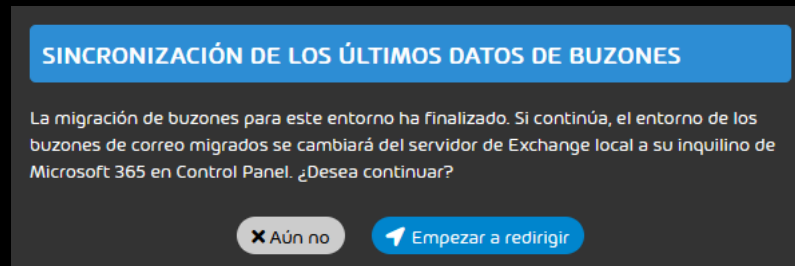 SINCRONIZACIÓN DE LOS ÚLTIMOS DATOS DE BUZONES
La migración de buzones para este entorno ha finalizado. Si continúa, el entorno de los
buzones de correo migrados se cambiará del servidor de Exchange local a su inquilino de
Microsoft 365 en Control Panel. ¿Desea continuar?
Aún no
Empezar a redirigir